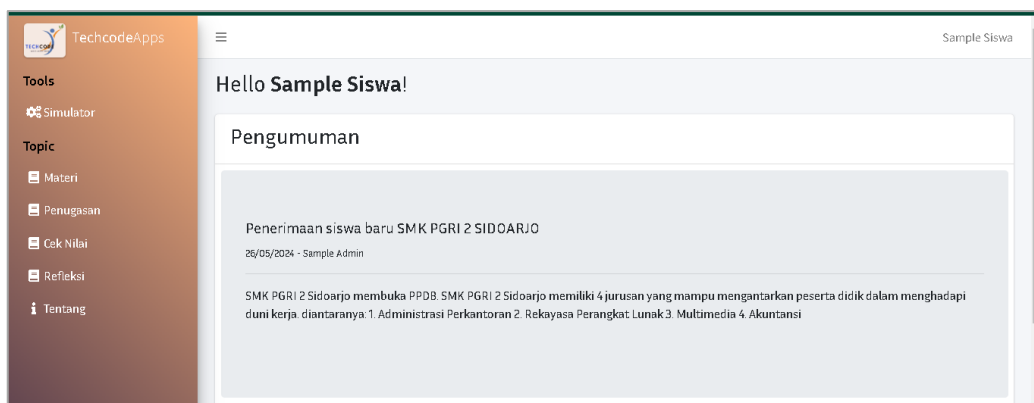 TECHCODE
TechcodeApps
Sample Siswa
Tools
Simulator
Topic
Materi
Penugasan
Cek Nilai
Refleksi
Tentang
Hello Sample Siswa!
Pengumuman
Penerimaan siswa baru SMK PGRI 2 SIDOARJO
26/05/2024 - Sample Admin
SMK PGRI 2 Sidoarjo membuka PPDB. SMK PGRI 2 Sidoarjo memiliki 4 jurusan yang mampu mengantarkan peserta didik dalam menghadapi
duni kerja. diantaranya: 1. Administrasi Perkantoran 2. Rekayasa Perangkat Lunak 3. Multimedia 4. Akuntansi